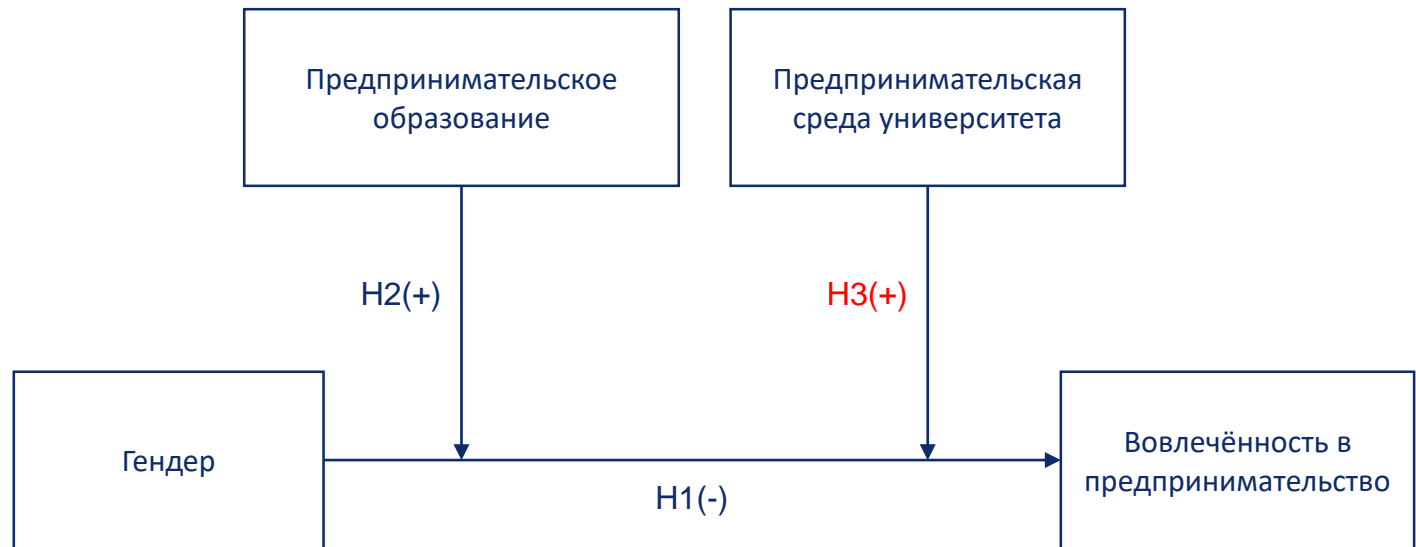 Предпринимательское
образование
Предпринимательская
среда университета
H2(+)
H3(+)
Гендер
H1(-)
Вовлечённость в
предпринимательство